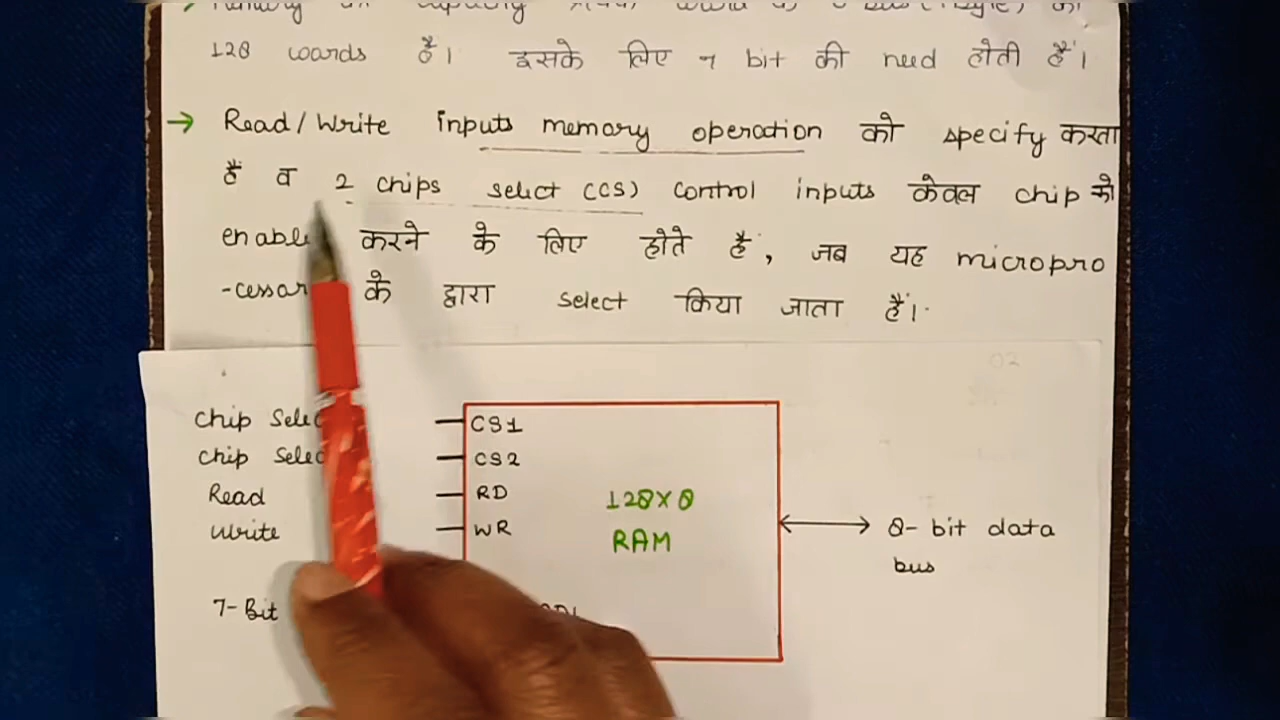 128 words है। इसके लिए 7 bit की need होती है।
→ Read/Write inputs memory operation को specify करता
है व 2 chips select (CS) control inputs केवल chip को
enable करने के लिए होते है, जब यह micropro
-cessor के द्वारा select किया जाता है।
Chip Selec CS1
Chip Selec CS2
Read RD
Write WR
128X8
RAM
8-bit data
bus
7-Bit